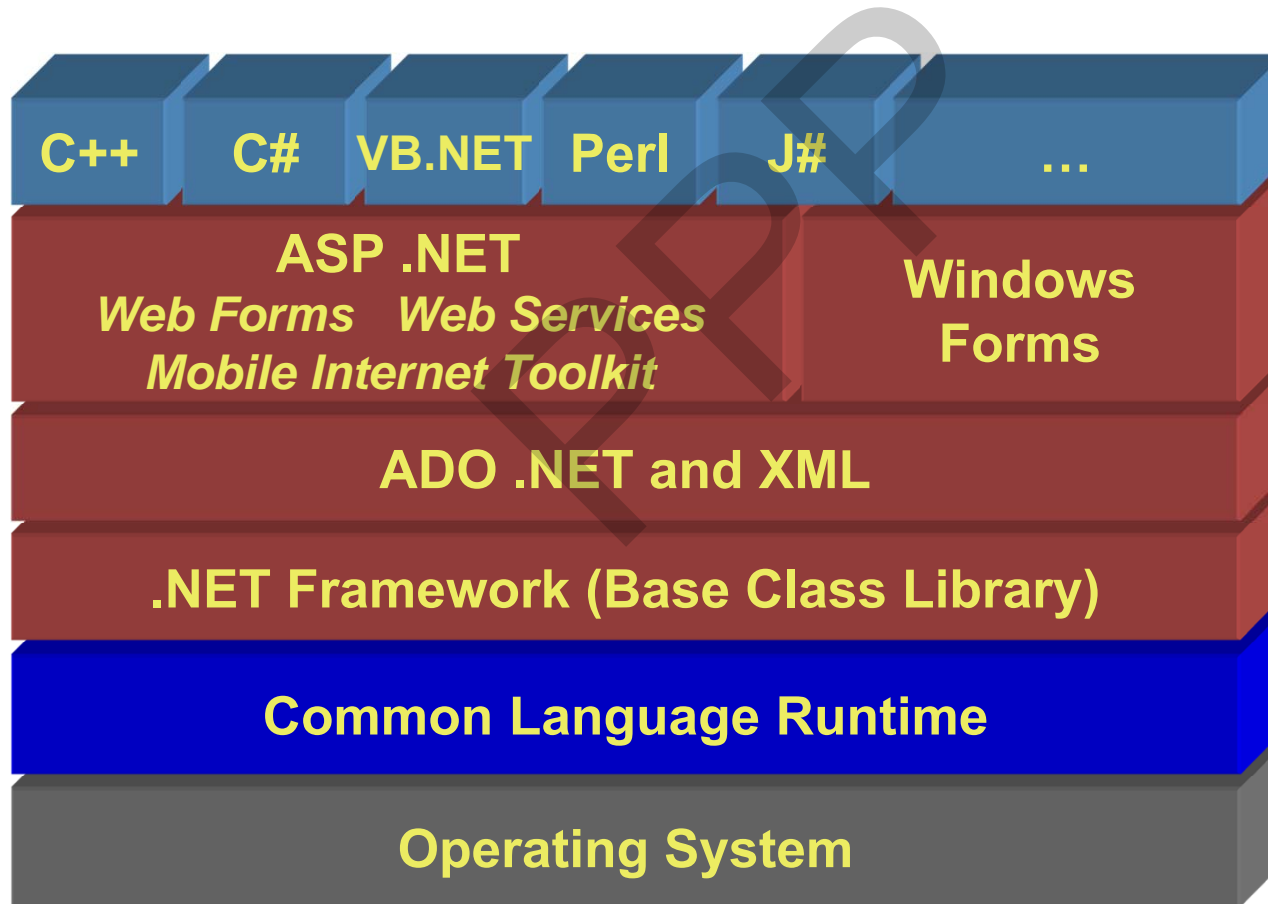 C++ C# VB.NET Perl J# …
ASP .NET
Web Forms Web Services
Mobile Internet Toolkit
Windows
Forms
ADO .NET and XML
.NET Framework (Base Class Library)
Common Language Runtime
Operating System
PPP